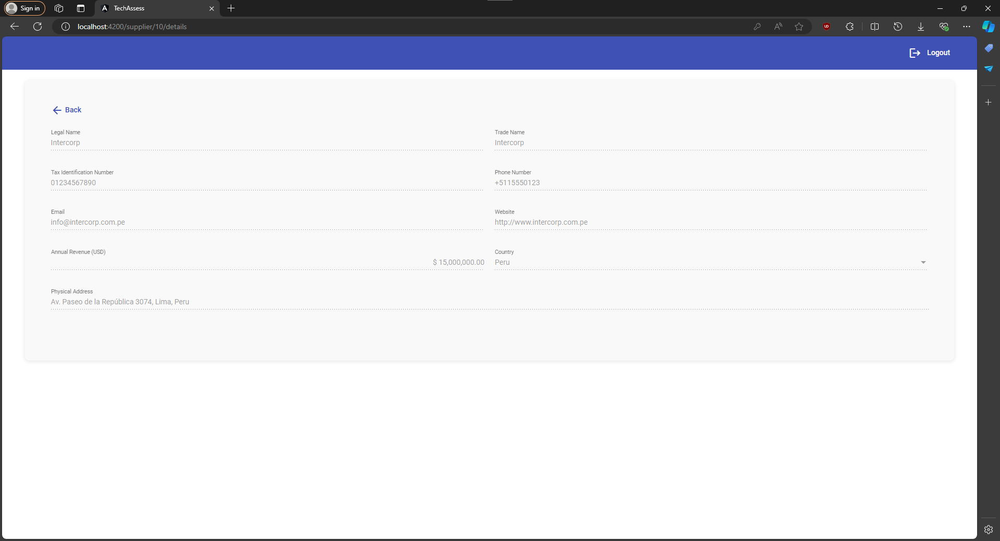 Sign in
TechAssess
localhost:4200/supplier/10/details
Logout
Back
Legal Name
Intercorp
Trade Name
Intercorp
Tax Identification Number
01234567890
Phone Number
+5115550123
Email
info@intercorp.com.pe
Website
http://www.intercorp.com.pe
Annual Revenue (USD)
$ 15,000,000.00
Country
Peru
Physical Address
Av. Paseo de la República 3074, Lima, Peru